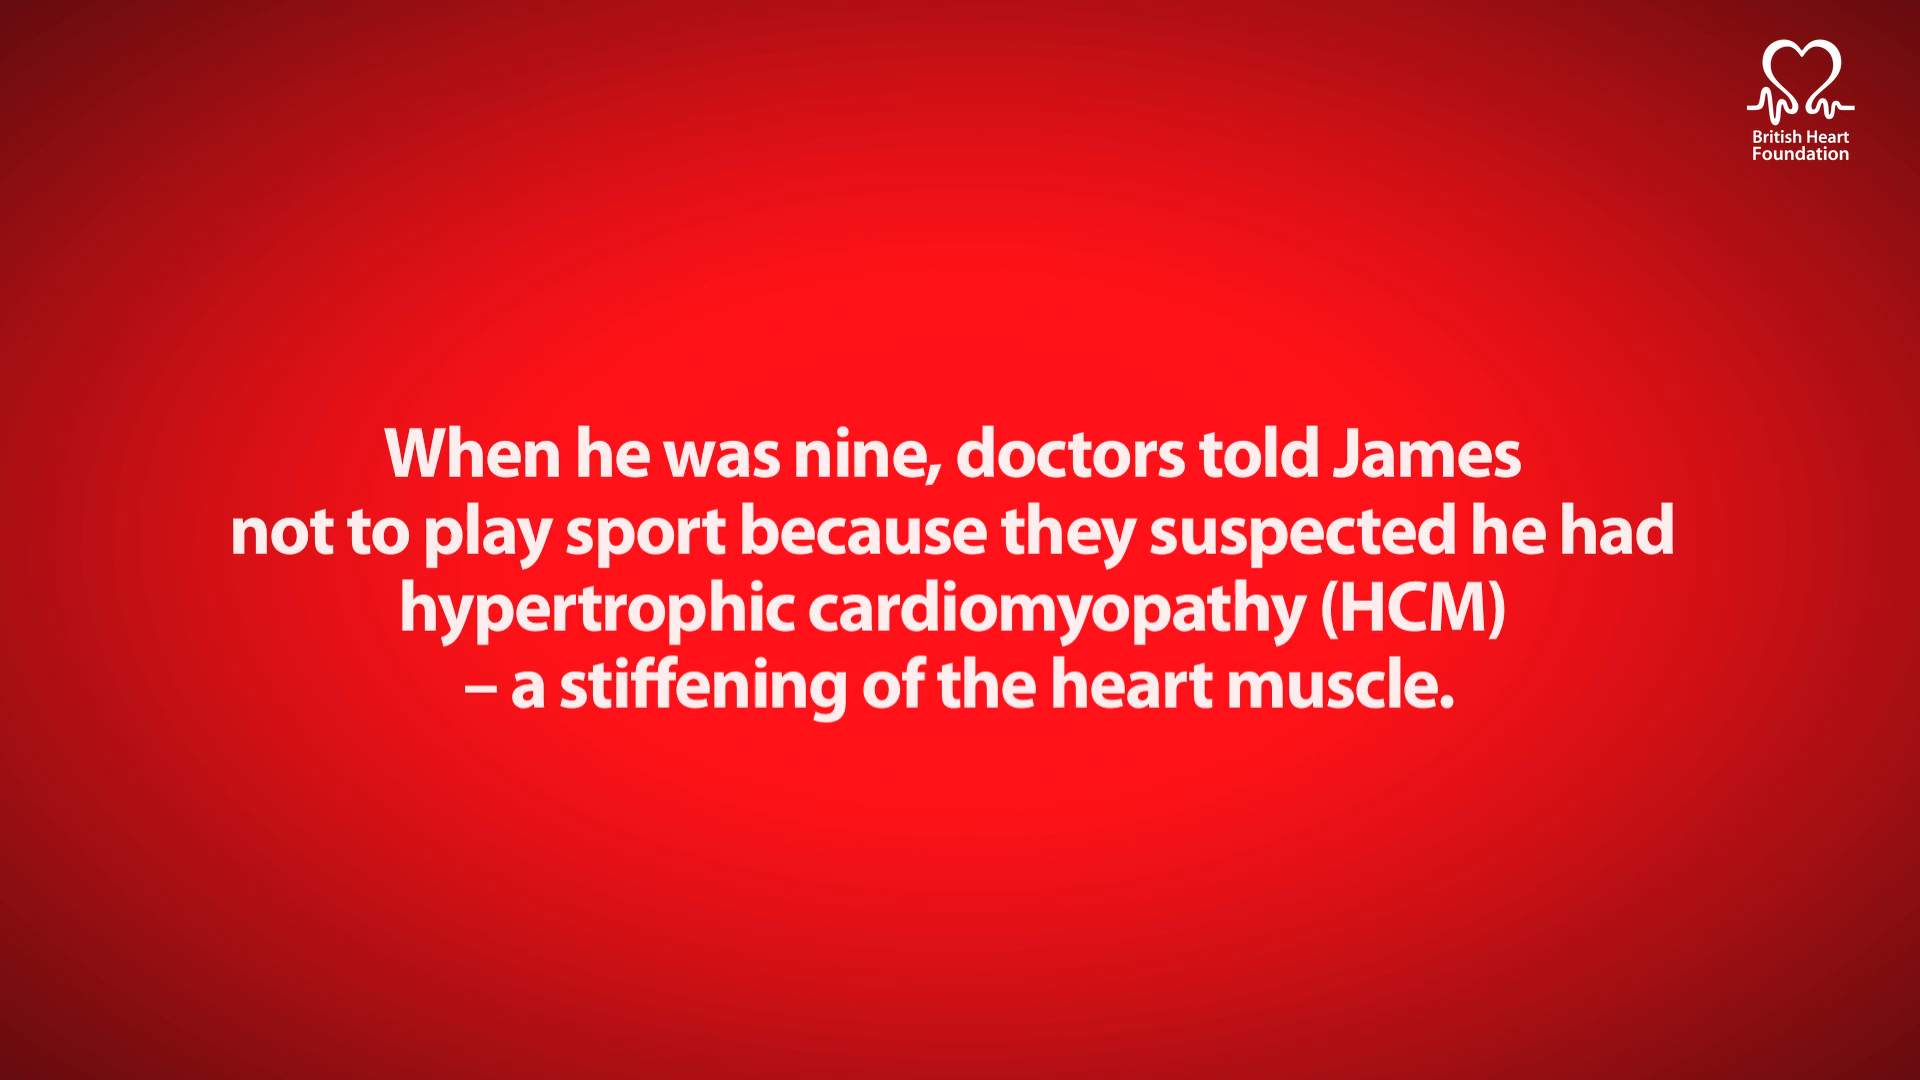 British Heart
Foundation
When he was nine, doctors told James
not to play sport because they suspected he had
hypertrophic cardiomyopathy (HCM)
– a stiffening of the heart muscle.